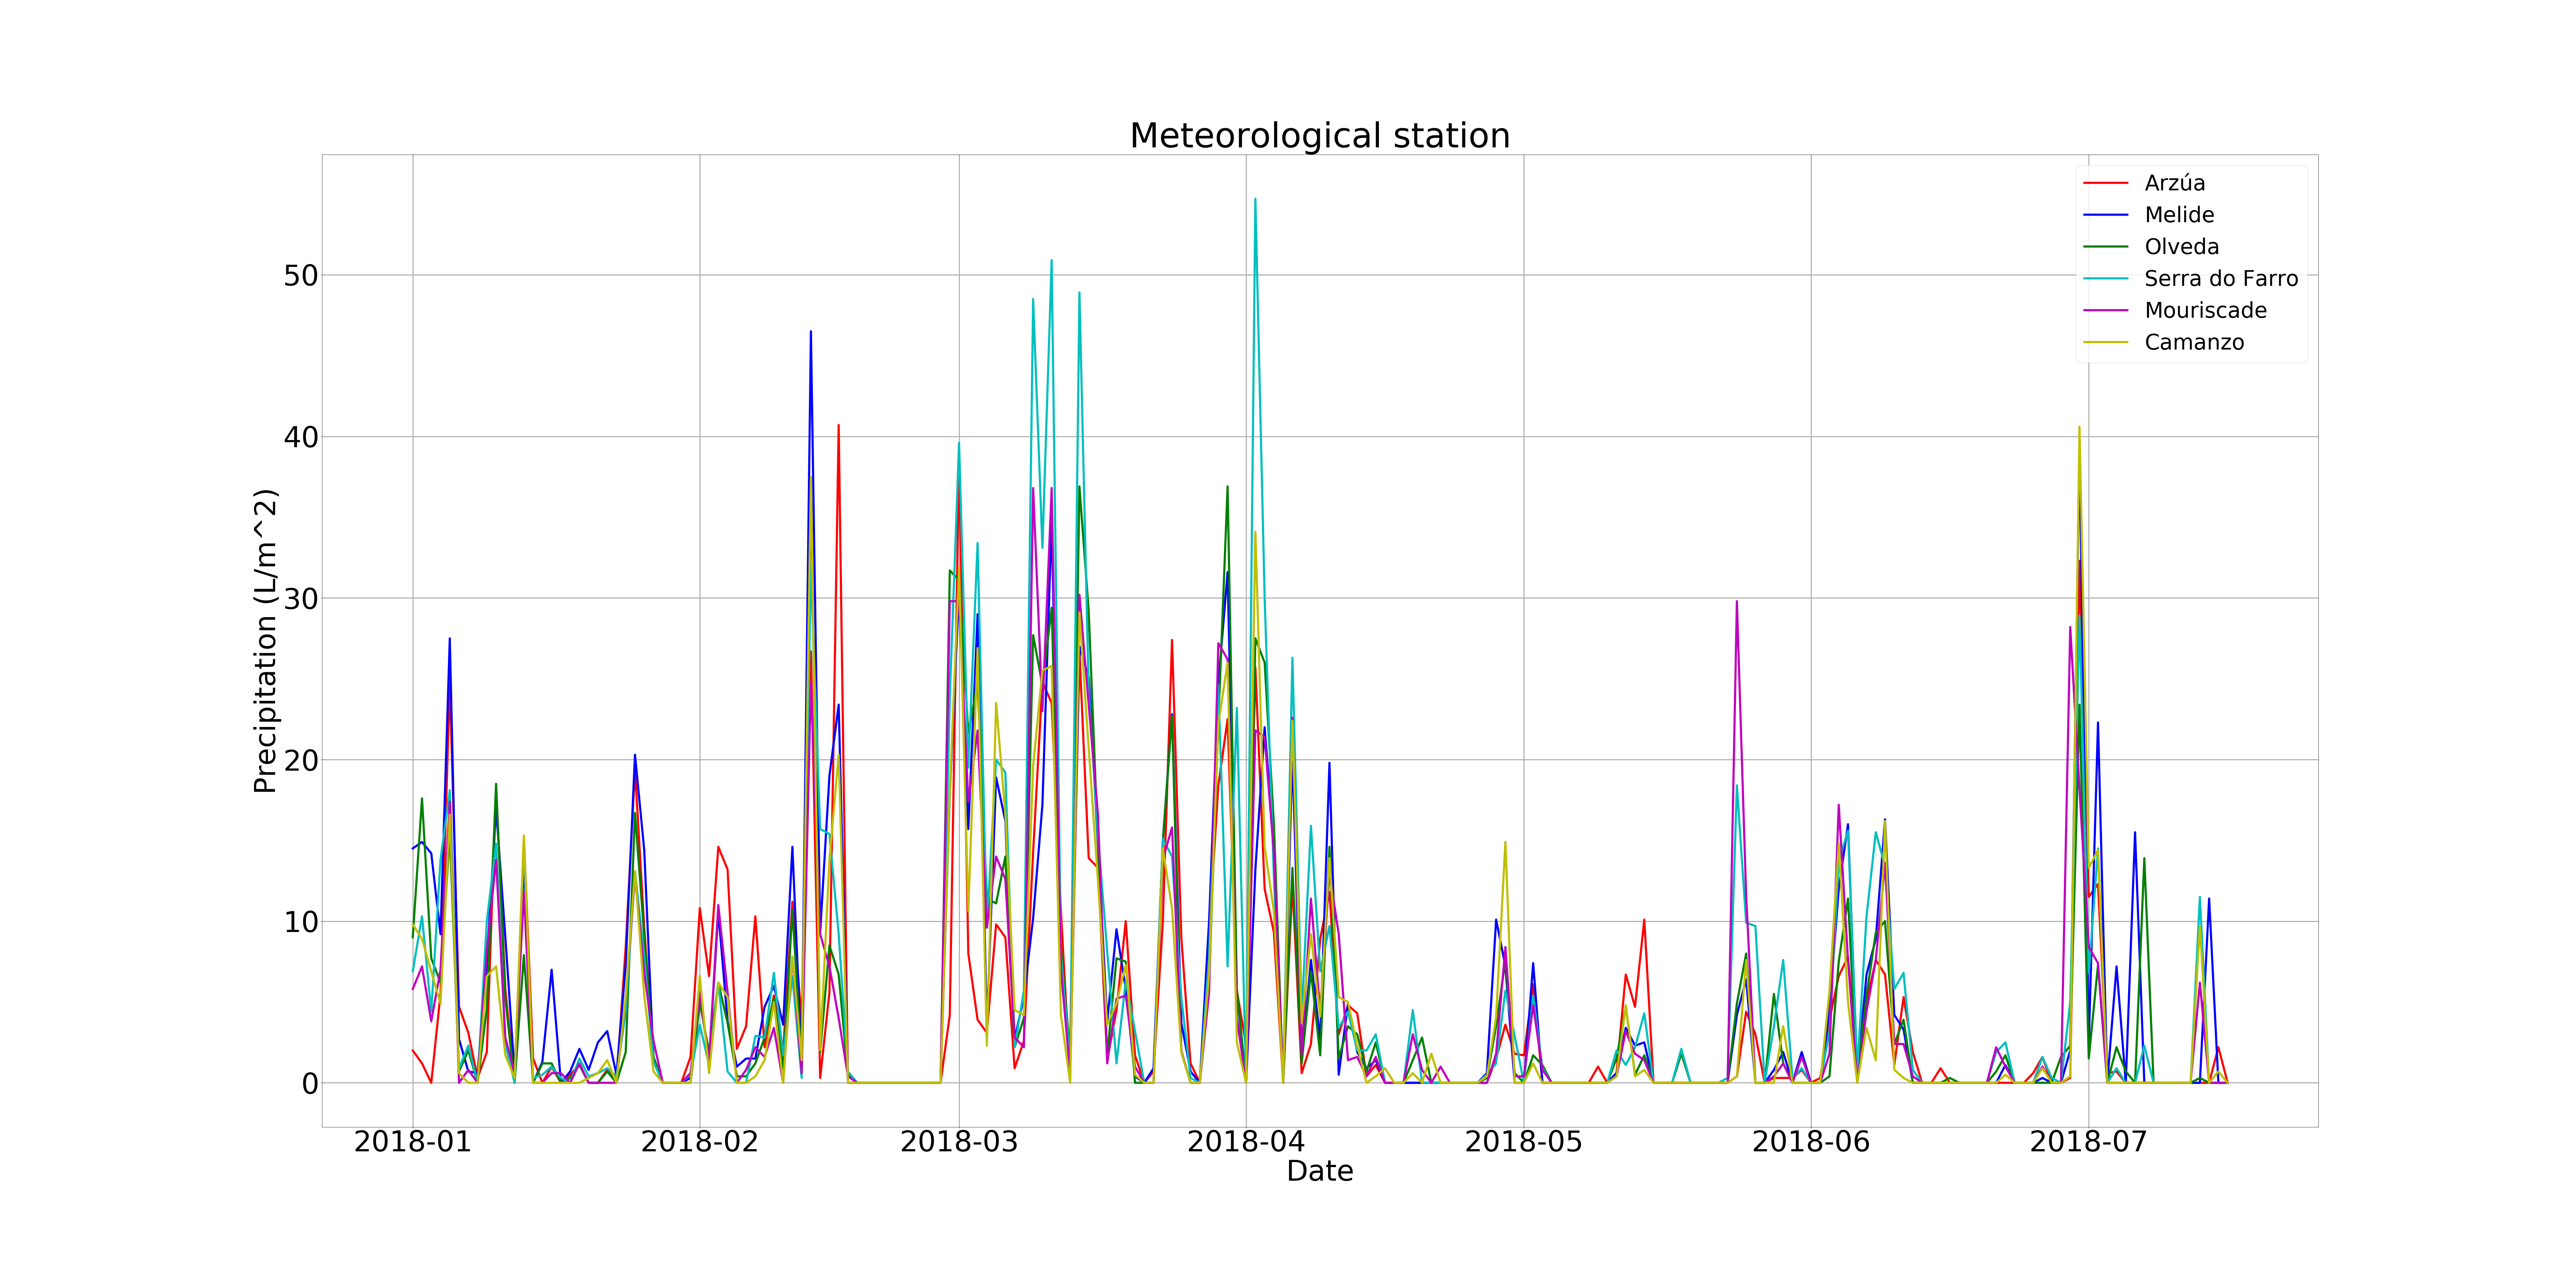 Meteorological station
Arzúa
Melide
Olveda
Serra do Farro
Mouriscade
Camanzo
Precipitation (L/m^2)
50
40
30
20
10
0
2018-01 2018-02 2018-03 2018-04 2018-05 2018-06 2018-07
Date